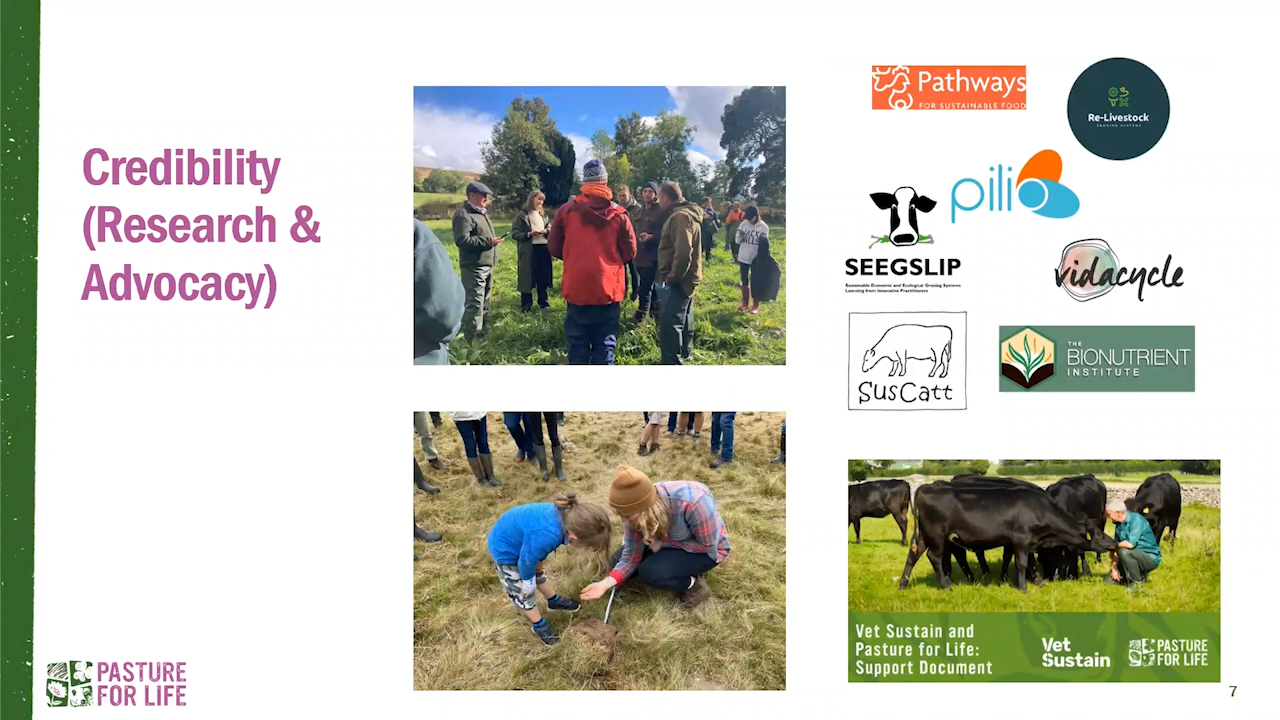 Credibility
(Research &
Advocacy)
Pathways
FOR SUSTAINABLE FOOD
Re-Livestock
FARMING SYSTEMS
pilio
SEEGSLIP
Sustainable Economic and Ecological Grazing Systems
Learning from Innovative Practitioners
vidacycle
SusCatt
THE
BIONUTRIENT
INSTITUTE
Vet Sustain and
Pasture for Life:
Support Document
Vet
Sustain
PASTURE
FOR LIFE
PASTURE
FOR LIFE
7